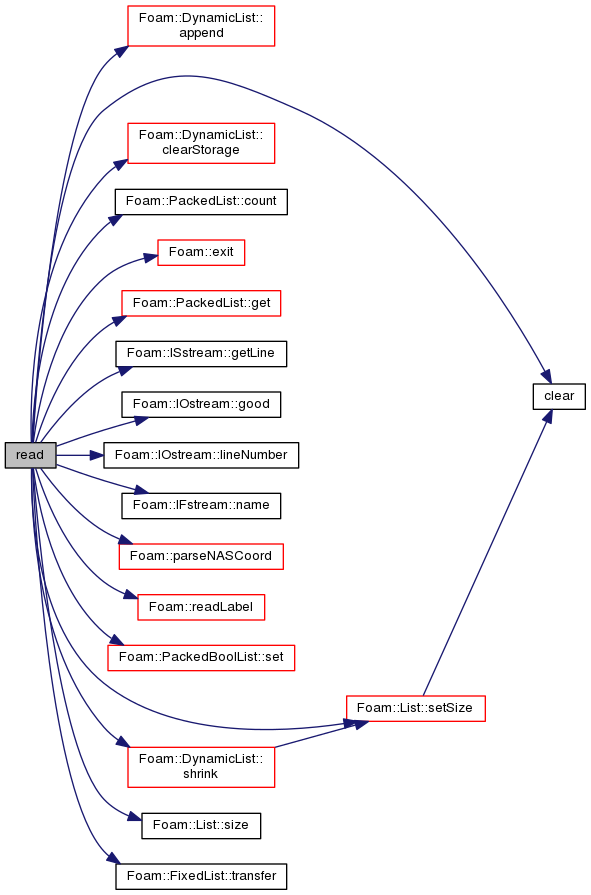 Foam::DynamicList::
append
Foam::DynamicList::
clearStorage
Foam::PackedList::count
Foam::exit
Foam::PackedList::get
Foam::ISstream::getLine
clear
Foam::IOstream::good
read
Foam::IOstream::lineNumber
Foam::IFstream::name
Foam::parseNASCoord
Foam::readLabel
Foam::PackedBoolList::set
Foam::List::setSize
Foam::DynamicList::
shrink
Foam::List::size
Foam::FixedList::transfer